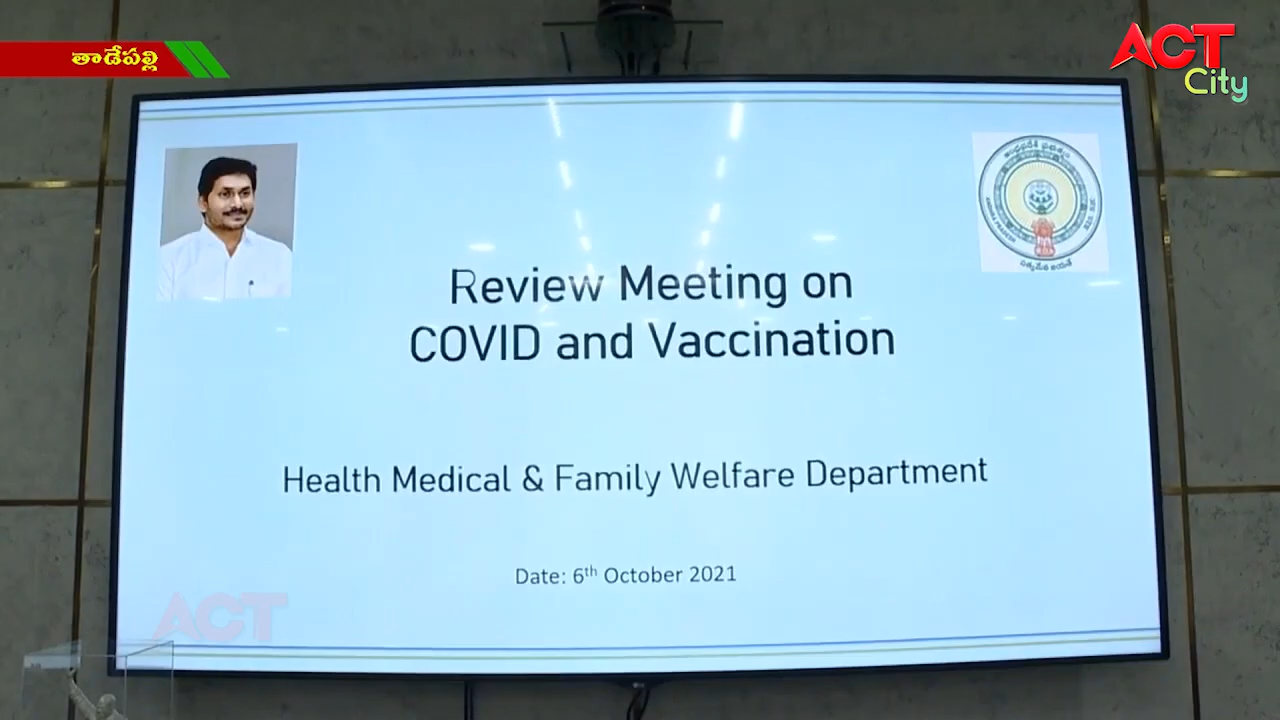 తాడేపల్లి
ACT
City
Review Meeting on
COVID and Vaccination
Health Medical & Family Welfare Department
Date: 6th October 2021
ACT